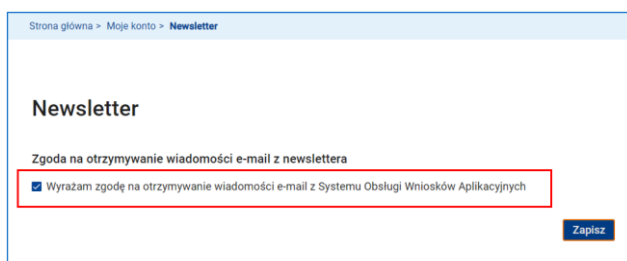 Strona główna > Moje konto > Newsletter
Newsletter
Zgoda na otrzymywanie wiadomości e-mail z newslettera
Wyrażam zgodę na otrzymywanie wiadomości e-mail z Systemu Obsługi Wniosków Aplikacyjnych
Zapisz